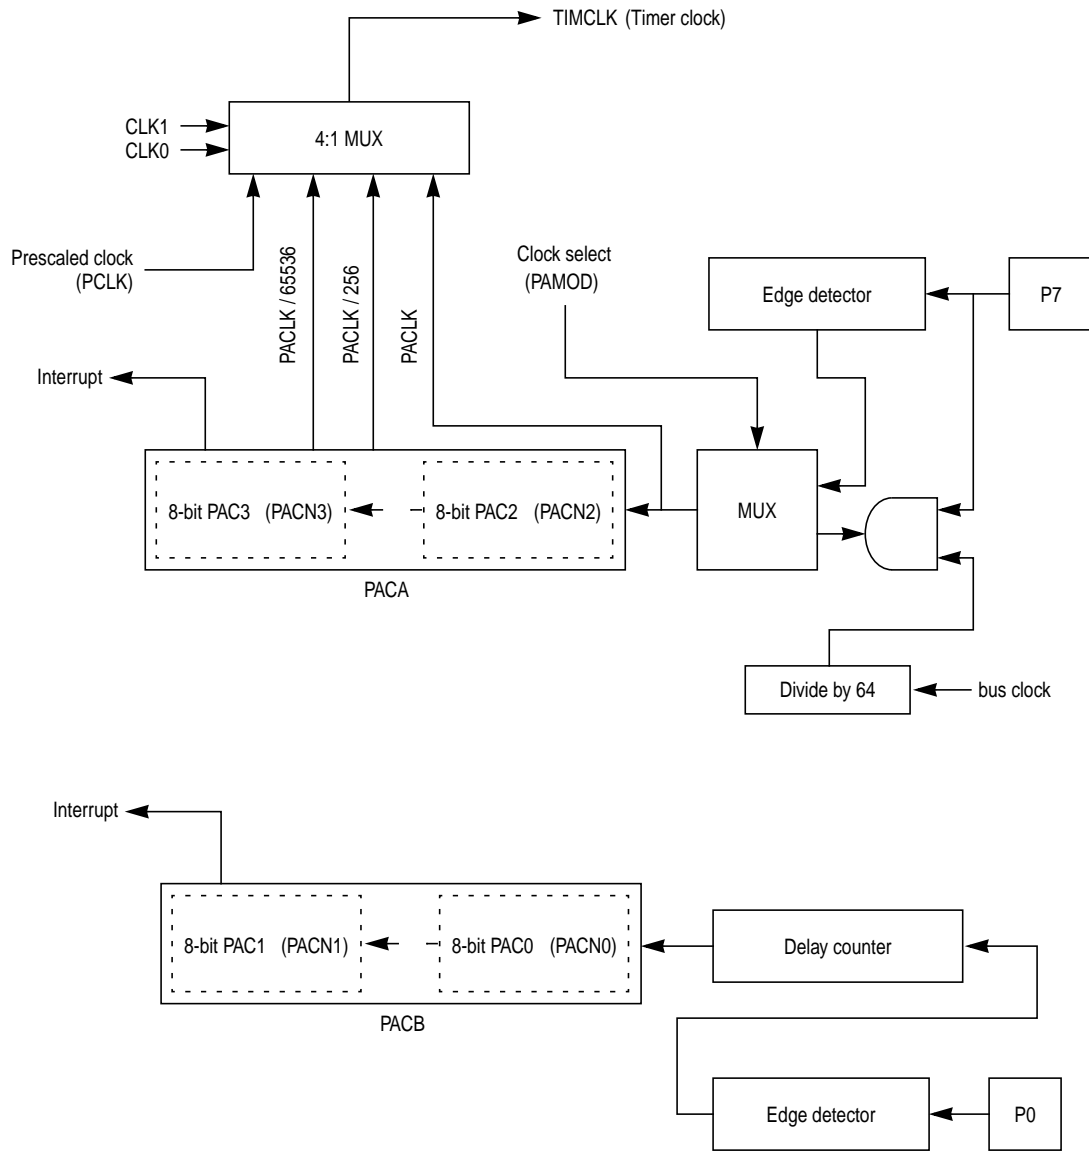 TIMCLK (Timer clock)
CLK1
CLK0
4:1 MUX
Prescaled clock
(PCLK)
PACLK / 65536
PACLK / 256
PACLK
Clock select
(PAMOD)
Edge detector
P7
Interrupt
8-bit PAC3 (PACN3)
8-bit PAC2 (PACN2)
MUX
PACA
Divide by 64
bus clock
Interrupt
8-bit PAC1 (PACN1)
8-bit PAC0 (PACN0)
Delay counter
PACB
Edge detector
P0